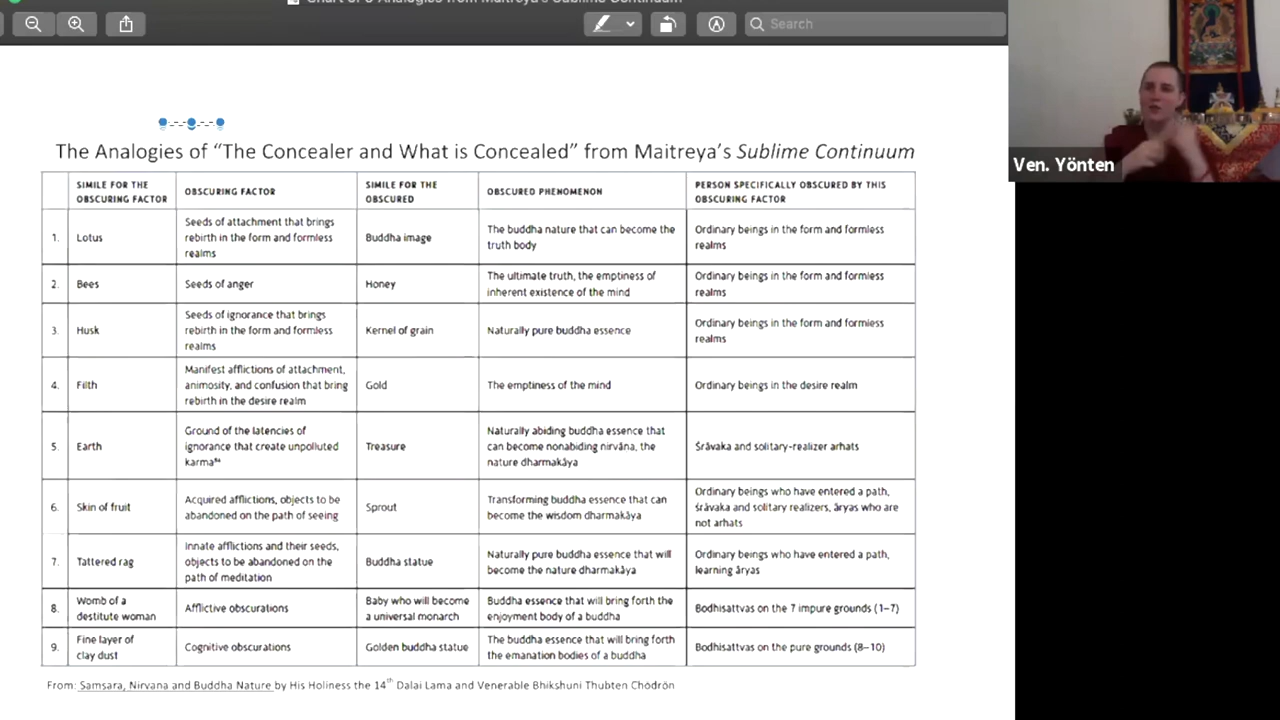 Chart of 9 Analogies from Maitreya's Sublime Continuum
Search
Ven. Yönten
The Analogies of “The Concealer and What is Concealed” from Maitreya’s Sublime Continuum
SIMILE FOR THE
OBSCURING FACTOR
OBSCURING FACTOR
SIMILE FOR THE
OBSCURED
OBSCURED PHENOMENON
PERSON SPECIFICALLY OBSCURED BY THIS
OBSCURING FACTOR
1.
Lotus
Seeds of attachment that brings
rebirth in the form and formless
realms
Buddha image
The buddha nature that can become the
truth body
Ordinary beings in the form and formless
realms
2.
Bees
Seeds of anger
Honey
The ultimate truth, the emptiness of
inherent existence of the mind
Ordinary beings in the form and formless
realms
3.
Husk
Seeds of ignorance that brings
rebirth in the form and formless
realms
Kernel of grain
Naturally pure buddha essence
Ordinary beings in the form and formless
realms
4.
Filth
Manifest afflictions of attachment,
animosity, and confusion that bring
rebirth in the desire realm
Gold
The emptiness of the mind
Ordinary beings in the desire realm
5.
Earth
Ground of the latencies of
ignorance that create unpolluted
karma
Treasure
Naturally abiding buddha essence that
can become nonabiding nirvāṇa, the
nature dharmakāya
Śrāvaka and solitary-realizer arhats
6.
Skin of fruit
Acquired afflictions, objects to be
abandoned on the path of seeing
Sprout
Transforming buddha essence that can
become the wisdom dharmakāya
Ordinary beings who have entered a path,
śrāvaka and solitary realizers, āryas who are
not arhats
7.
Tattered rag
Innate afflictions and their seeds,
objects to be abandoned on the
path of meditation
Buddha statue
Naturally pure buddha essence that will
become the nature dharmakāya
Ordinary beings who have entered a path,
learning āryas
8.
Womb of a
destitute woman
Afflictive obscurations
Baby who will become
a universal monarch
Buddha essence that will bring forth the
enjoyment body of a buddha
Bodhisattvas on the 7 impure grounds (1–7)
9.
Fine layer of
clay dust
Cognitive obscurations
Golden buddha statue
The buddha essence that will bring forth
the emanation bodies of a buddha
Bodhisattvas on the pure grounds (8–10)
From: Samsara, Nirvana and Buddha Nature by His Holiness the 14th Dalai Lama and Venerable Bhikshuni Thubten Chödrön